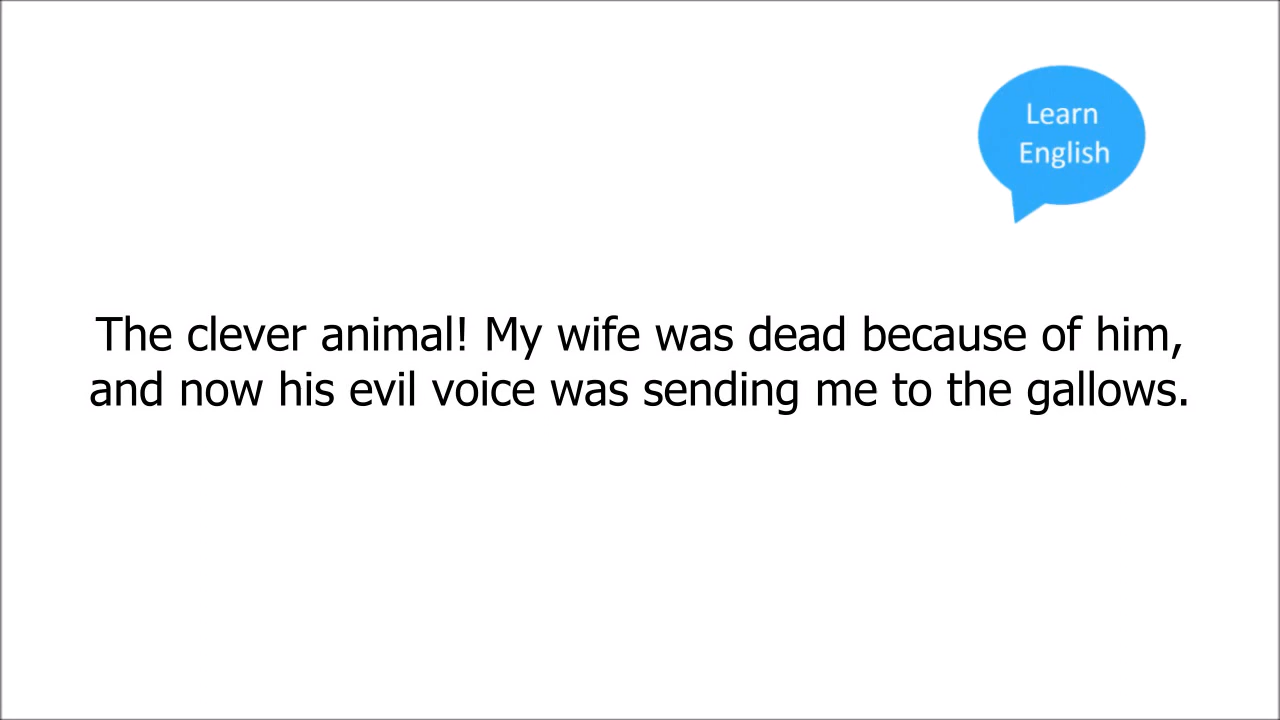 Learn
English
The clever animal! My wife was dead because of him,
and now his evil voice was sending me to the gallows.